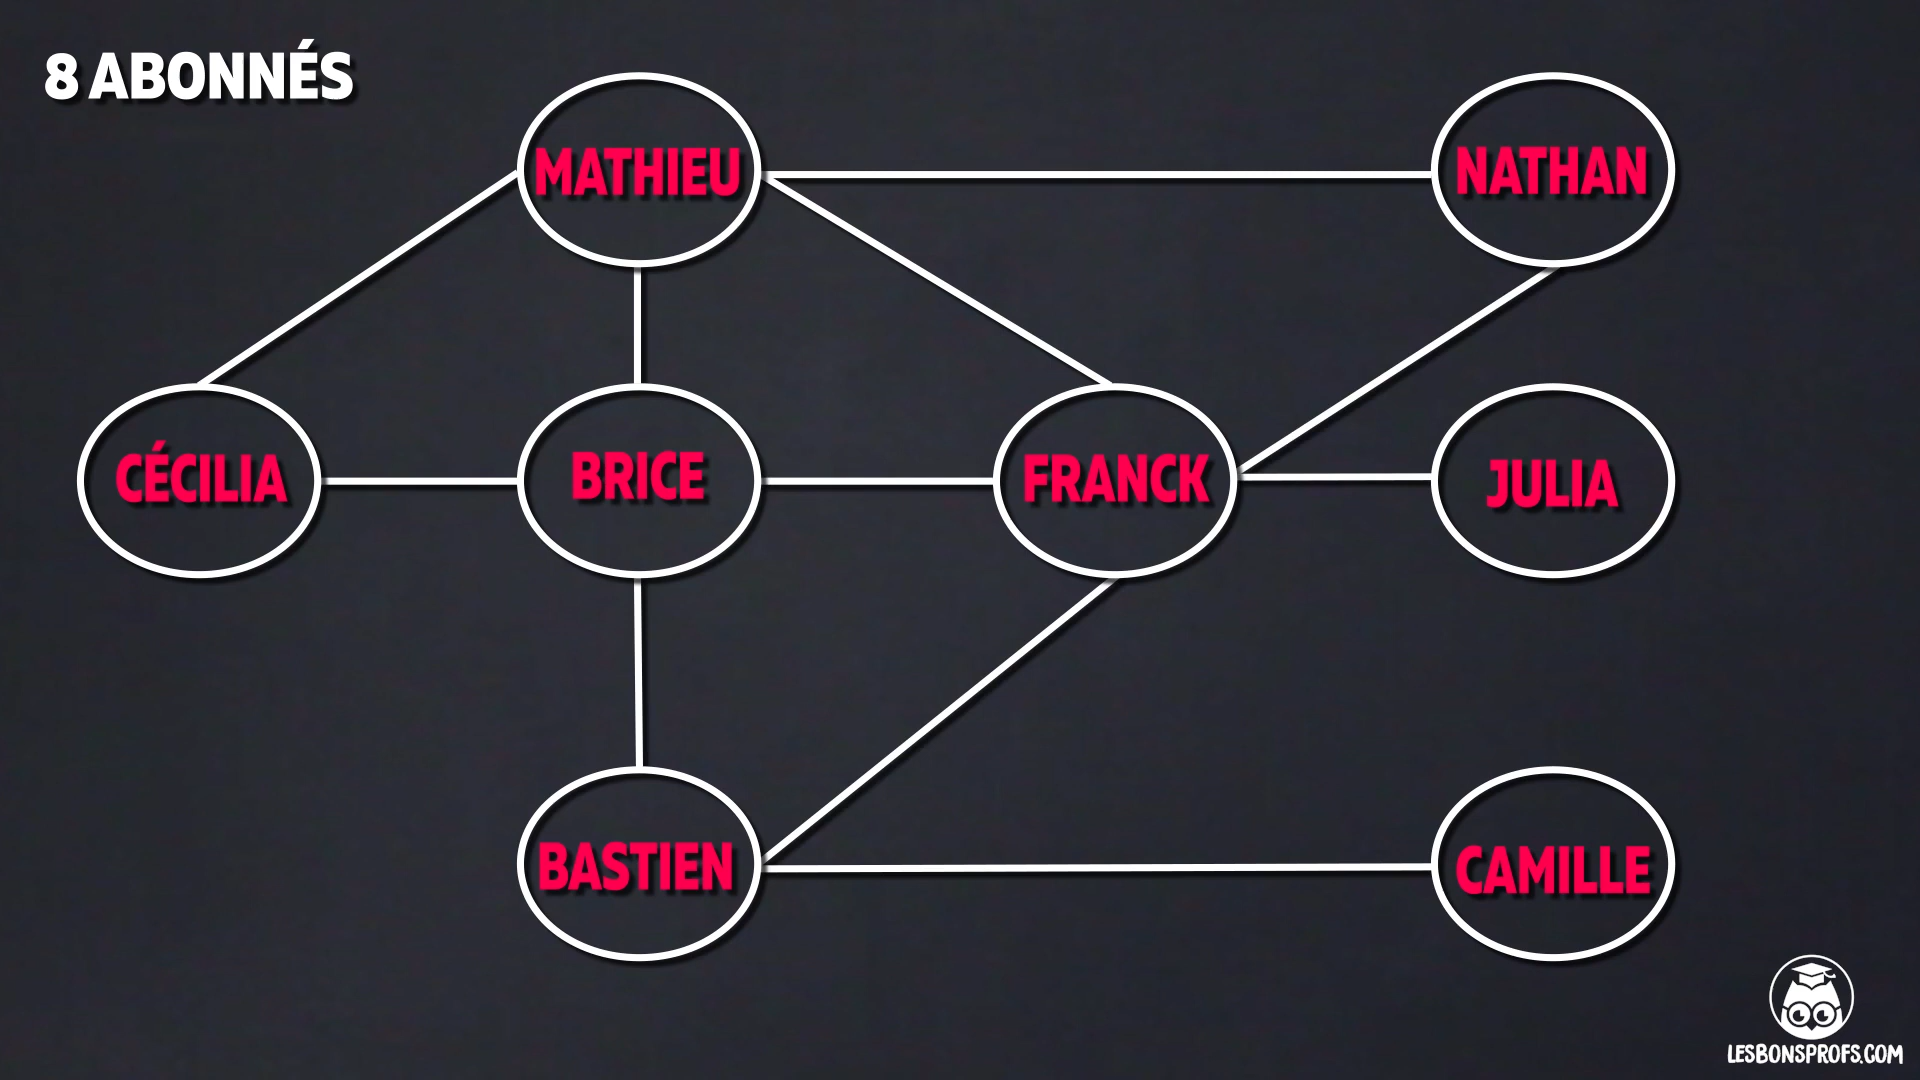 8 ABONNÉS
MATHIEU
NATHAN
CÉCILIA
BRICE
FRANCK
JULIA
BASTIEN
CAMILLE
LESBONSPROFS.COM